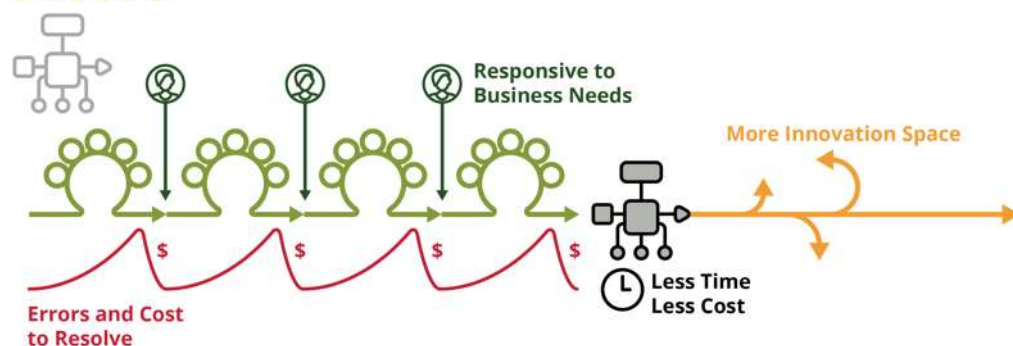 Responsive to
Business Needs
More Innovation Space
$
$
$
$
Less Time
Less Cost
Errors and Cost
to Resolve